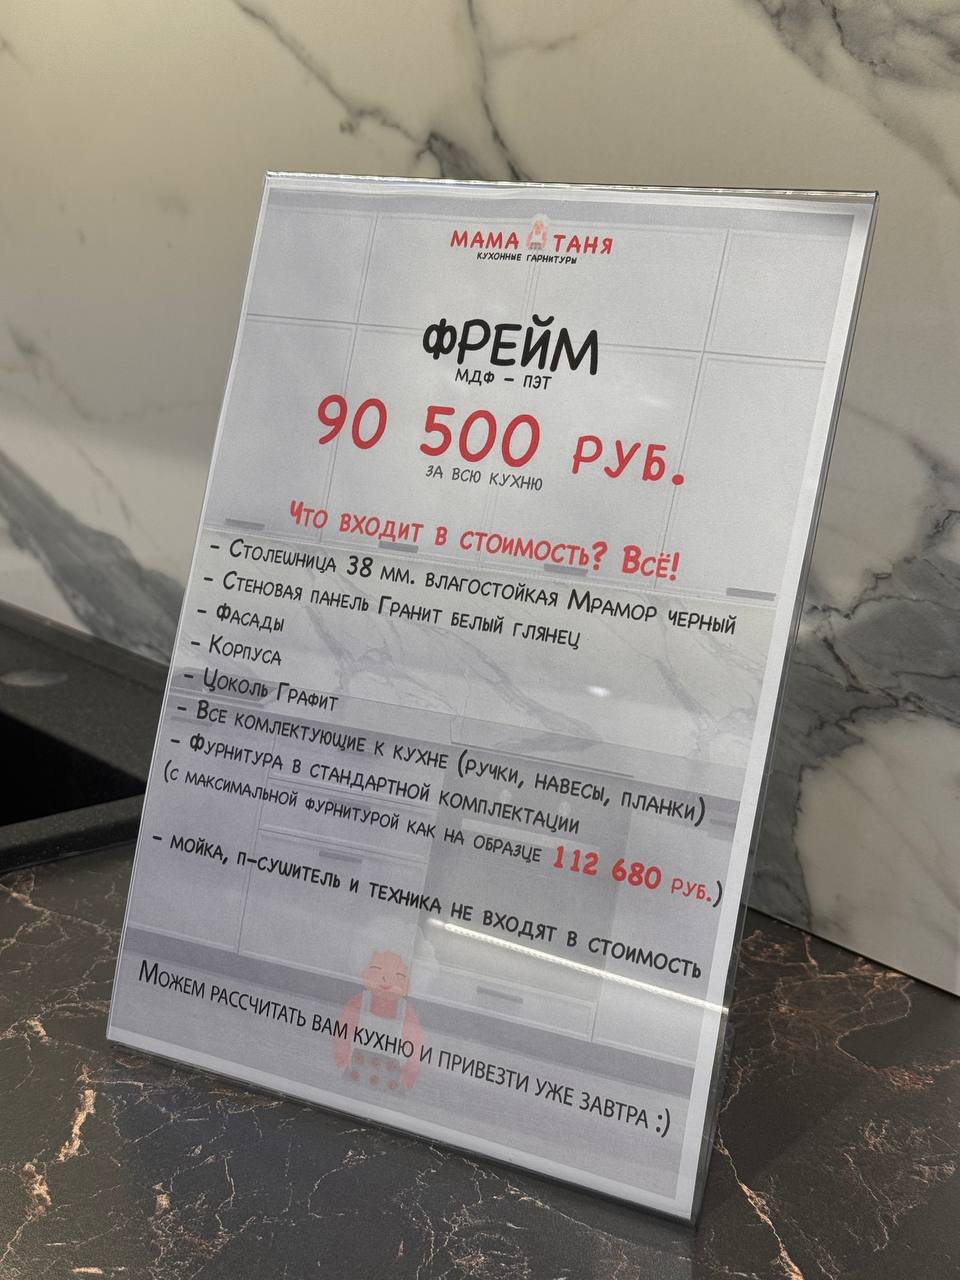 МАМА ТАНЯ
КУХОННЫЕ ГАРНИТУРЫ
ФРЕЙМ
МДФ – ПЭТ
90 500 РУБ.
ЗА ВСЮ КУХНЮ
Что входит в стоимость? Всё!
- Столешница 38 мм. влагостойкая Мрамор черный
- Стеновая панель Гранит белый глянец
- Фасады
- Корпуса
- Цоколь Графит
- Все комлектующие к кухне (ручки, навесы, планки)
- Фурнитура в стандартной комплектации
(с максимальной фурнитурой как на образце 112 680 руб.)
- мойка, п-сушитель и техника не входят в стоимость
Можем рассчитать вам кухню и привезти уже завтра :)